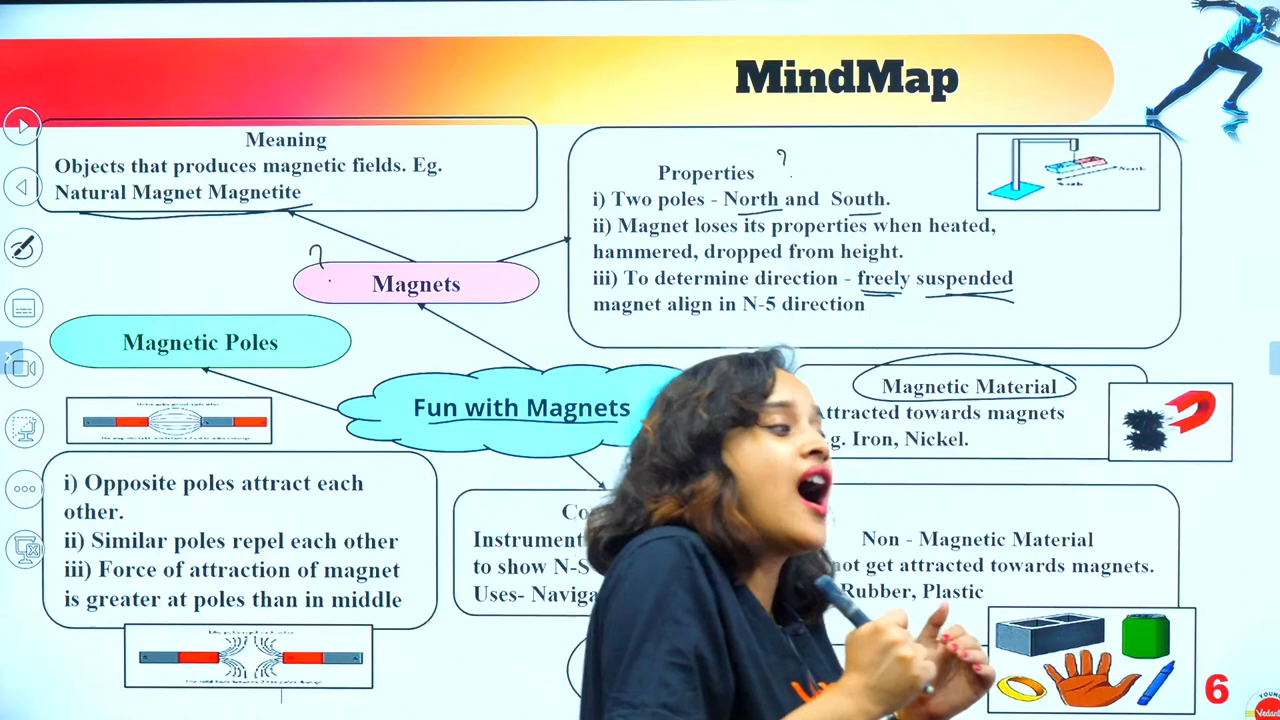 MindMap
Meaning
Objects that produces magnetic fields. Eg.
Natural Magnet Magnetite
Properties ?
i) Two poles - North and South.
ii) Magnet loses its properties when heated,
hammered, dropped from height.
iii) To determine direction - freely suspended
magnet align in N-5 direction
?
Magnets
Magnetic Poles
Fun with Magnets
i) Opposite poles attract each
other.
ii) Similar poles repel each other
iii) Force of attraction of magnet
is greater at poles than in middle
Instrument
to show N-S
Uses-
Magnetic Material
Attracted towards magnets
Iron, Nickel.
Non - Magnetic Material
not get attracted towards magnets.
Rubber, Plastic
6
Vedant